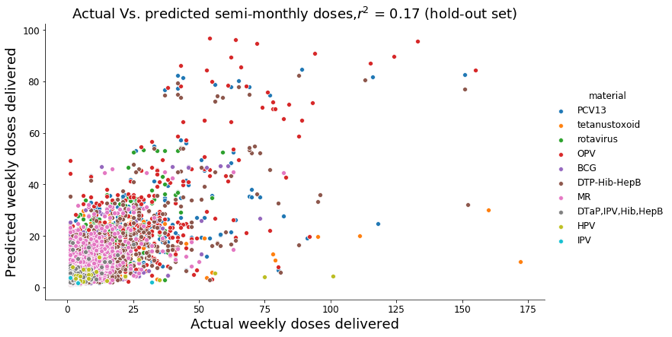 Actual Vs. predicted semi-monthly doses,r² = 0.17 (hold-out set)
Predicted weekly doses delivered
100
80
60
40
20
0
0 25 50 75 100 125 150 175
Actual weekly doses delivered
material
PCV13
tetanustoxoid
rotavirus
OPV
BCG
DTP-Hib-HepB
MR
DTaP,IPV,Hib,HepB
HPV
IPV